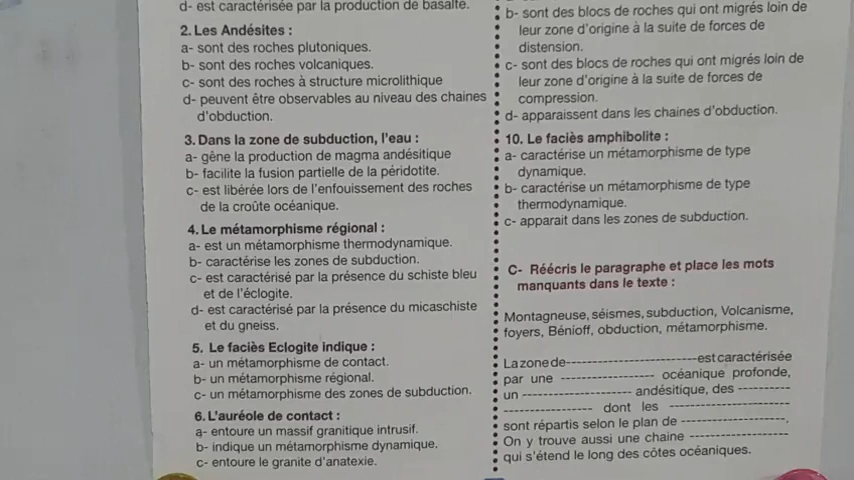 d- est caractérisée par la production de basalte.
2. Les Andésites :
a- sont des roches plutoniques.
b- sont des roches volcaniques.
c- sont des roches à structure microlithique
d- peuvent être observables au niveau des chaines
d'obduction.
3. Dans la zone de subduction, l'eau :
a- gêne la production de magma andésitique
b- facilite la fusion partielle de la péridotite.
c- est libérée lors de l'enfouissement des roches
de la croûte océanique.
4. Le métamorphisme régional :
a- est un métamorphisme thermodynamique.
b- caractérise les zones de subduction.
c- est caractérisé par la présence du schiste bleu
et de l'éclogite.
d- est caractérisé par la présence du micaschiste
et du gneiss.
5. Le faciès Eclogite indique :
a- un métamorphisme de contact.
b- un métamorphisme régional.
c- un métamorphisme des zones de subduction.
6. L'auréole de contact :
a- entoure un massif granitique intrusif.
b- indique un métamorphisme dynamique.
c- entoure le granite d'anatexie.
b- sont des blocs de roches qui ont migrés loin de
leur zone d'origine à la suite de forces de
distension.
c- sont des blocs de roches qui ont migrés loin de
leur zone d'origine à la suite de forces de
compression.
d- apparaissent dans les chaines d'obduction.
10. Le faciès amphibolite :
a- caractérise un métamorphisme de type
dynamique.
b- caractérise un métamorphisme de type
thermodynamique.
c- apparait dans les zones de subduction.
C- Réécris le paragraphe et place les mots
manquants dans le texte :
Montagneuse, séismes, subduction, Volcanisme,
foyers, Bénioff, obduction, métamorphisme.
La zone de--------------------------est caractérisée
par une ------------------ océanique profonde,
un --------------------- andésitique, des ----------
----------------- dont les -----------------------
sont répartis selon le plan de --------------------.
On y trouve aussi une chaine -------------------
qui s'étend le long des côtes océaniques.